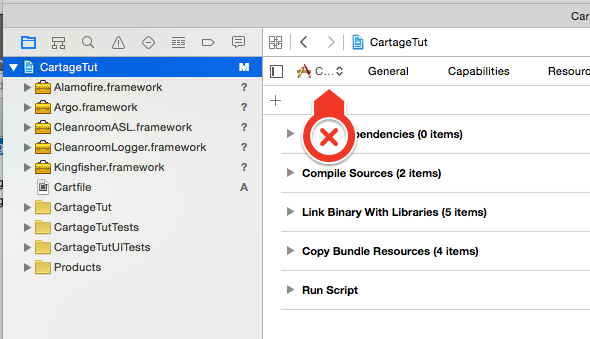 Car
CartageTut
CartageTut M
C...
General
Capabilities
Resourc
Alamofire.framework ?
Argo.framework ?
CleanroomASL.framework ?
CleanroomLogger.framework ?
Kingfisher.framework ?
Cartfile A
CartageTut
CartageTutTests
CartageTutUITests
Products
pendencies (0 items)
Compile Sources (2 items)
Link Binary With Libraries (5 items)
Copy Bundle Resources (4 items)
Run Script